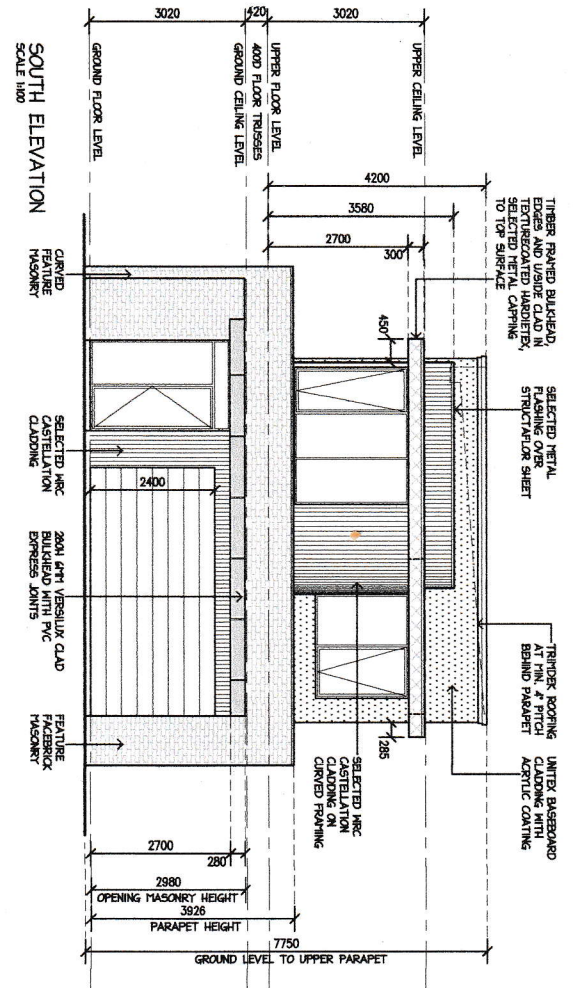 SOUTH ELEVATION
SCALE 1:100
3020
420
3020
UPPER CEILING LEVEL
UPPER FLOOR LEVEL
400D FLOOR TRUSSES
GROUND CEILING LEVEL
GROUND FLOOR LEVEL
4200
3580
2700
300
450
TIMBER FRAMED BULKHEAD,
EDGES AND U/SIDE CLAD IN
TEXTURECOATED HARDIETEX,
SELECTED METAL CAPPING
TO TOP SURFACE
SELECTED METAL
FLASHING OVER
STRUCTAFLOR SHEET
TRIMDEK ROOFING
AT MIN. 4° PITCH
BEHIND PARAPET
UNITEX BASEBOARD
CLADDING WITH
ACRYLIC COATING
285
SELECTED WRC
CASTELLATION
CLADDING ON
CURVED FRAMING
CURVED
FEATURE
MASONRY
SELECTED WRC
CASTELLATION
CLADDING
2400
280H 6MM VERSILUX CLAD
BULKHEAD WITH PVC
EXPRESS JOINTS
FEATURE
FACEBRICK
MASONRY
2700
280
2980
OPENING MASONRY HEIGHT
3926
PARAPET HEIGHT
7750
GROUND LEVEL TO UPPER PARAPET